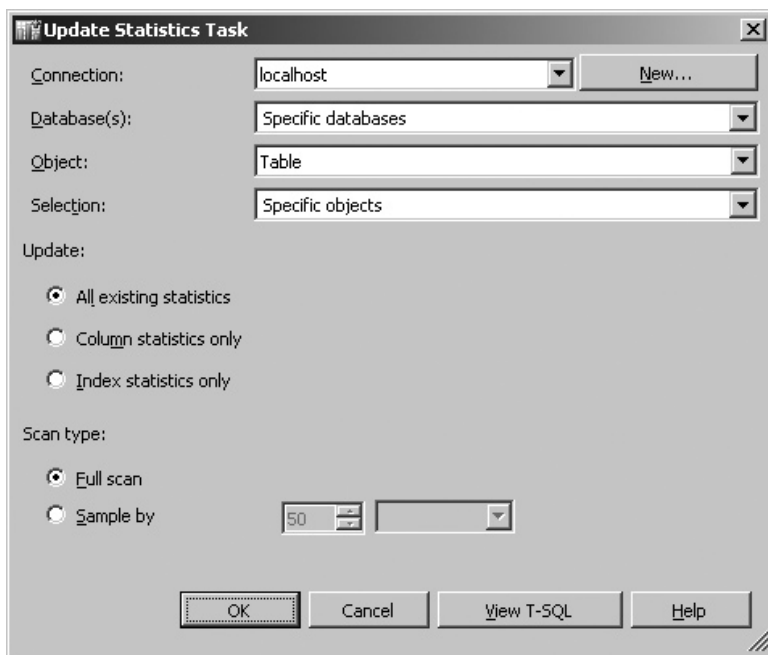 Update Statistics Task
Connection: localhost New...
Database(s): Specific databases
Object: Table
Selection: Specific objects
Update:
All existing statistics
Column statistics only
Index statistics only
Scan type:
Full scan
Sample by 50
OK Cancel View T-SQL Help